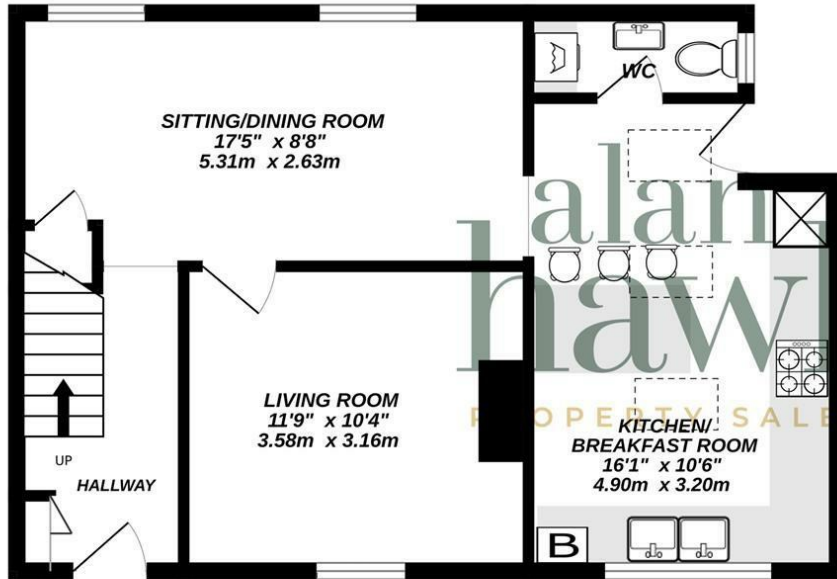 WC
SITTING/DINING ROOM
17'5" x 8'8"
5.31m x 2.63m
alan
hawk
PROPERTY SALE
LIVING ROOM
11'9" x 10'4"
3.58m x 3.16m
KITCHEN/
BREAKFAST ROOM
16'1" x 10'6"
4.90m x 3.20m
UP
HALLWAY
B